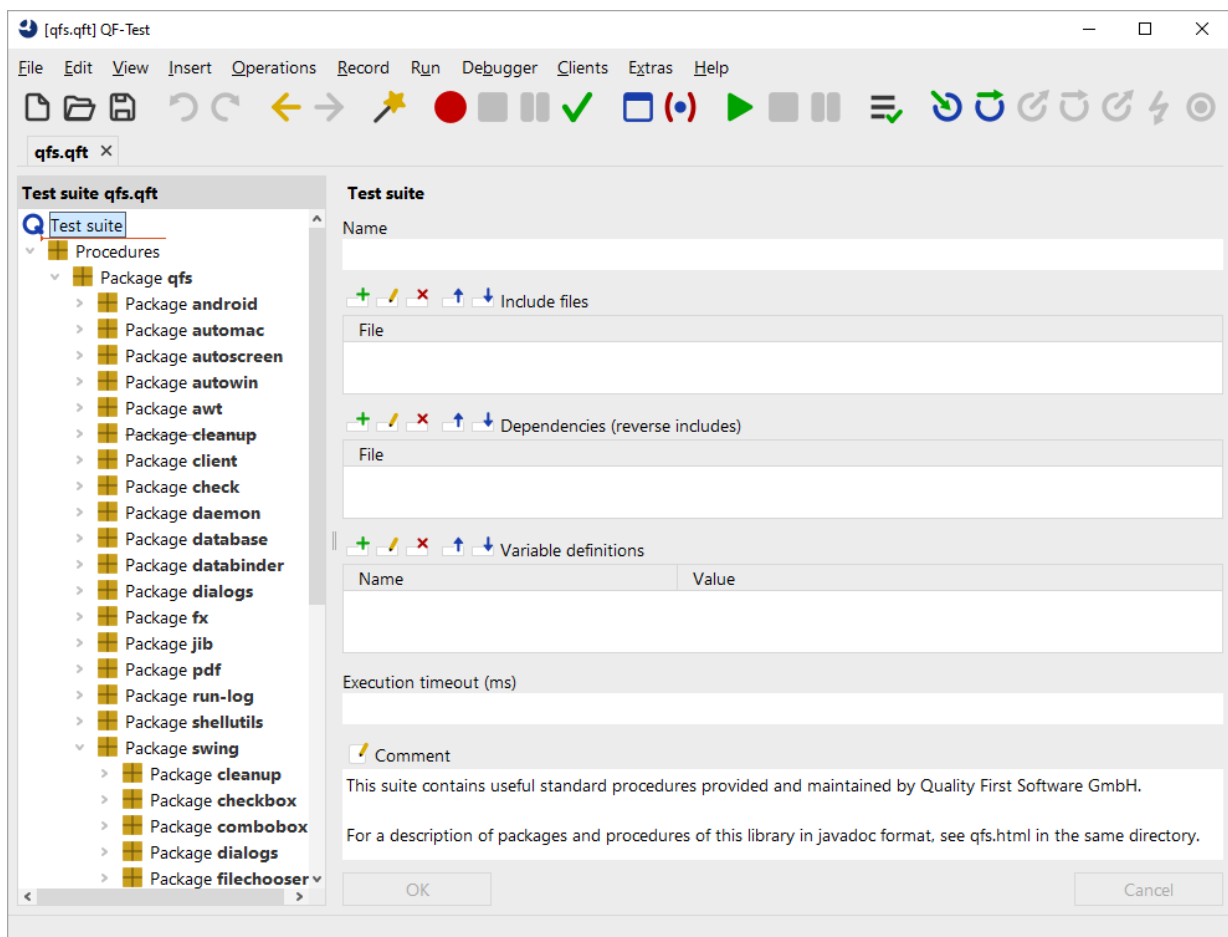 [qfs.qft] QF-Test
File Edit View Insert Operations Record Run Debugger Clients Extras Help
qfs.qft
Test suite qfs.qft
Test suite
Procedures
Package qfs
Package android
Package automac
Package autoscreen
Package autowin
Package awt
Package cleanup
Package client
Package check
Package daemon
Package database
Package databinder
Package dialogs
Package fx
Package jib
Package pdf
Package run-log
Package shellutils
Package swing
Package cleanup
Package checkbox
Package combobox
Package dialogs
Package filechooser
Test suite
Name
Include files
File
Dependencies (reverse includes)
File
Variable definitions
Name Value
Execution timeout (ms)
Comment
This suite contains useful standard procedures provided and maintained by Quality First Software GmbH.
For a description of packages and procedures of this library in javadoc format, see qfs.html in the same directory.
OK Cancel